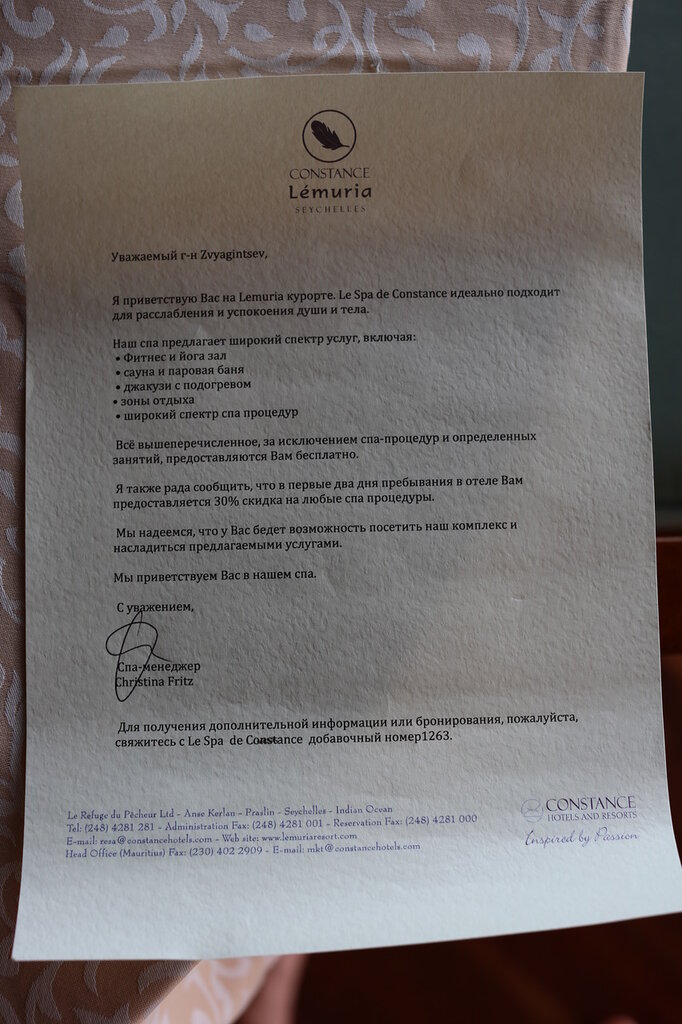 CONSTANCE
Lémuria
SEYCHELLES
Уважаемый г-н Zvyagintsev,
Я приветствую Вас на Lemuria курорте. Le Spa de Constance идеально подходит
для расслабления и успокоения души и тела.
Наш спа предлагает широкий спектр услуг, включая:
• Фитнес и йога зал
• сауна и паровая баня
• джакузи с подогревом
• зоны отдыха
• широкий спектр спа процедур
Всё вышеперечисленное, за исключением спа-процедур и определенных
занятий, предоставляются Вам бесплатно.
Я также рада сообщить, что в первые два дня пребывания в отеле Вам
предоставляется 30% скидка на любые спа процедуры.
Мы надеемся, что у Вас бедет возможность посетить наш комплекс и
насладиться предлагаемыми услугами.
Мы приветствуем Вас в нашем спа.
С уважением,
Спа-менеджер
Christina Fritz
Для получения дополнительной информации или бронирования, пожалуйста,
свяжитесь с Le Spa de Constance добавочный номер1263.
Le Refuge du Pêcheur Ltd - Anse Kerlan - Praslin - Seychelles - Indian Ocean
Tel: (248) 4281 281 - Administration Fax: (248) 4281 001 - Reservation Fax: (248) 4281 000
E-mail: resa@constancehotels.com - Web site: www.lemuriaresort.com
Head Office (Mauritius) Fax: (230) 402 2909 - E-mail: mkt@constancehotels.com
CONSTANCE
HOTELS AND RESORTS
Inspired by Passion